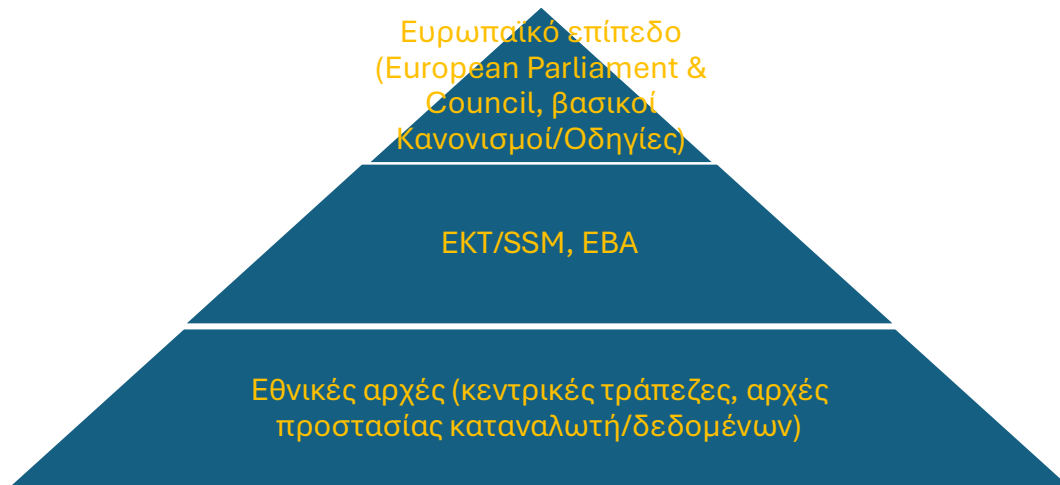 Ευρωπαϊκό επίπεδο
(European Parliament &
Council, βασικοί
Κανονισμοί/Οδηγίες)
ΕΚΤ/SSM, EBA
Εθνικές αρχές (κεντρικές τράπεζες, αρχές
προστασίας καταναλωτή/δεδομένων)